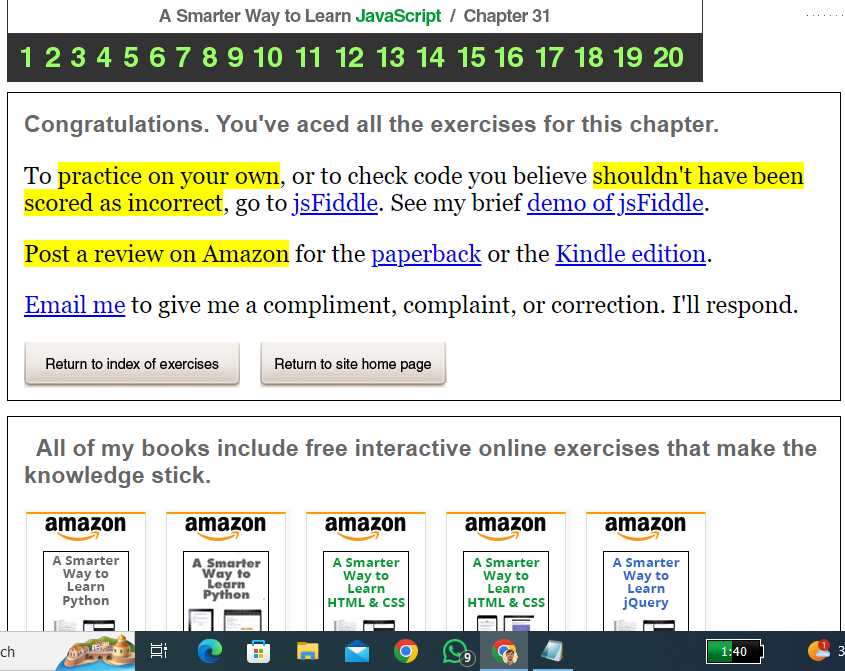 A Smarter Way to Learn JavaScript / Chapter 31
1 2 3 4 5 6 7 8 9 10 11 12 13 14 15 16 17 18 19 20
Congratulations. You've aced all the exercises for this chapter.
To practice on your own, or to check code you believe shouldn't have been
scored as incorrect, go to jsFiddle. See my brief demo of jsFiddle.
Post a review on Amazon for the paperback or the Kindle edition.
Email me to give me a compliment, complaint, or correction. I'll respond.
Return to index of exercises Return to site home page
All of my books include free interactive online exercises that make the
knowledge stick.
amazon amazon amazon amazon amazon
A Smarter
Way to
Learn
Python
A Smarter
Way to
Learn
Python
A Smarter
Way to
Learn
HTML & CSS
A Smarter
Way to
Learn
HTML & CSS
A Smarter
Way to
Learn
jQuery
ch 9 1:40 1 3